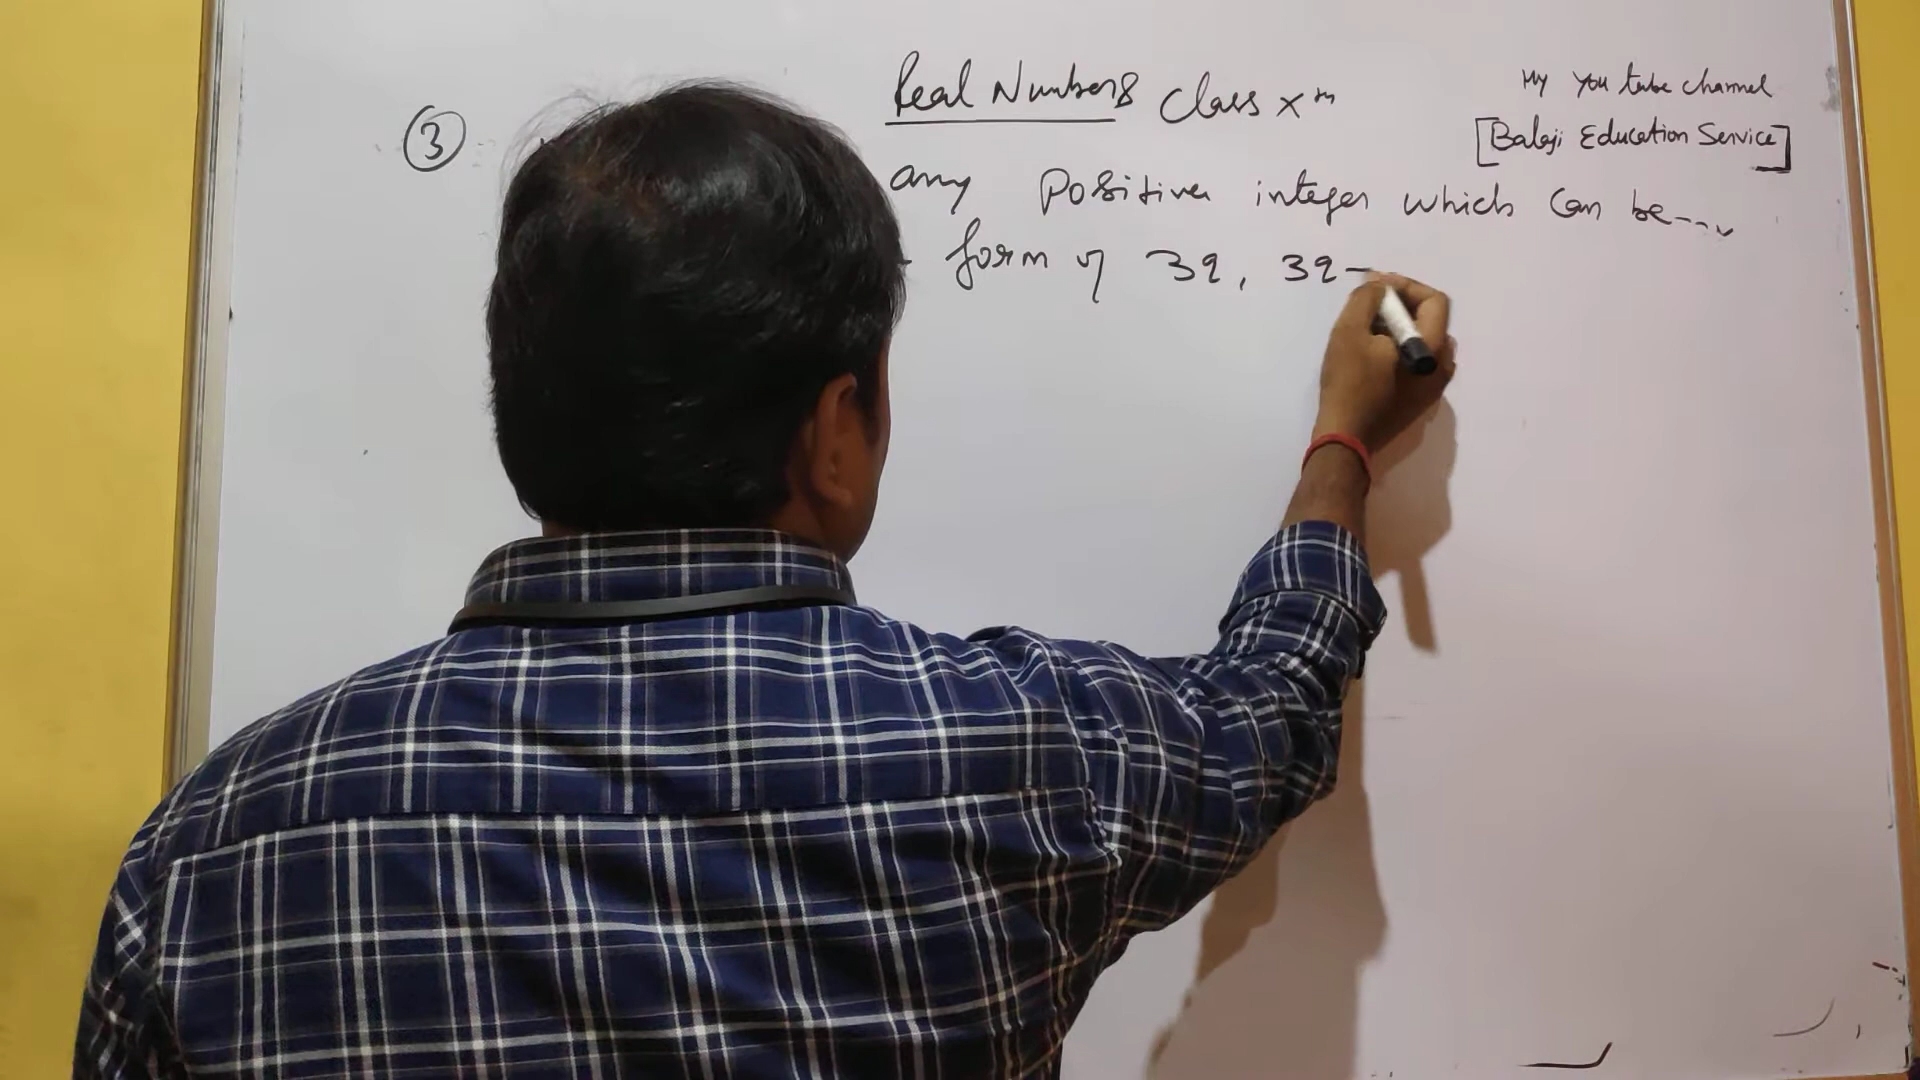 Real Numbers Class Xth
My You tube channel
[Balaji Education Service]
3
any Positive integer which can be----
form of 3q, 3q-